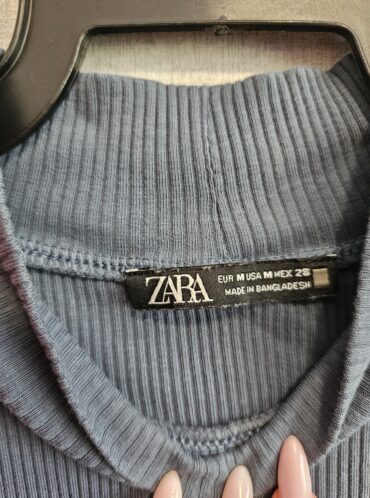 ZARA
EUR M USA M MEX 28
MADE IN BANGLADESH